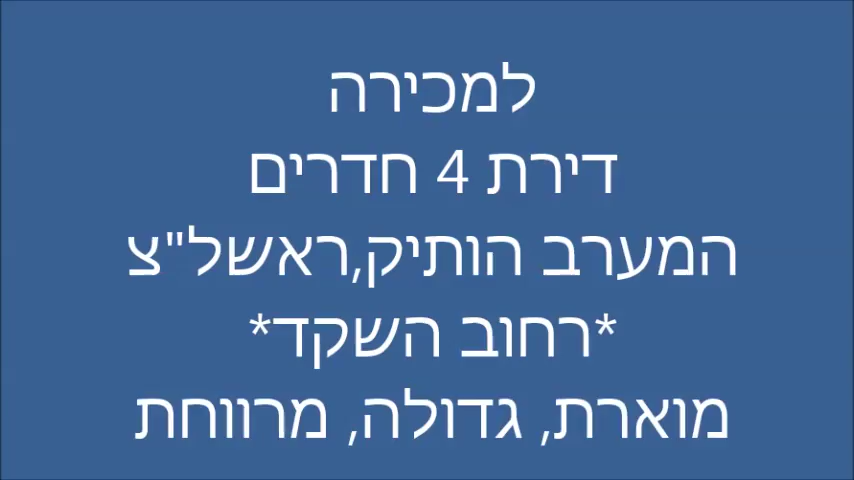 למכירה
דירת 4 חדרים
המערב הותיק,ראשל"צ
*רחוב השקד*
מוארת, גדולה, מרווחת